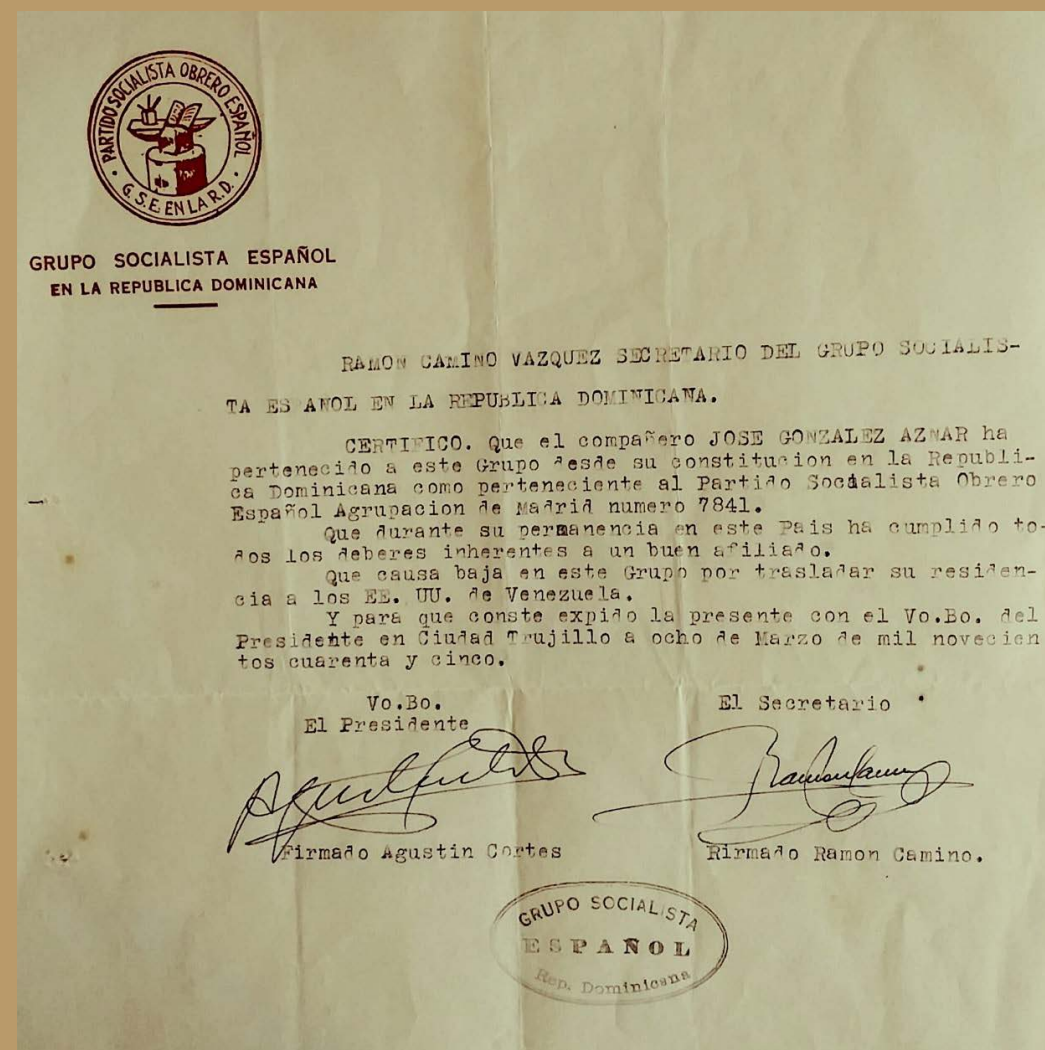 PARTIDO SOCIALISTA OBRERO ESPAÑOL
· G. S. E. EN LA R.D. ·
GRUPO SOCIALISTA ESPAÑOL
EN LA REPUBLICA DOMINICANA
RAMON CAMINO VAZQUEZ SECRETARIO DEL GRUPO SOCIALIS-
TA ES AÑOL EN LA REPUBLICA DOMINICANA.
CERTIFICO. Que el compañero JOSE GONZALEZ AZNAR ha
pertenecido a este Grupo desde su constitucion en la Republi-
ca Dominicana como perteneciente al Partido Socialista Obrero
Español Agrupacion de Madrid numero 7841.
Que durante su permanencia en este Pais ha cumplido to-
dos los deberes inherentes a un buen afiliado.
Que causa baja en este Grupo por trasladar su residen-
cia a los EE. UU. de Venezuela.
Y para que conste expido la presente con el Vo.Bo. del
Presidente en Ciudad Trujillo a ocho de Marzo de mil novecien
tos cuarenta y cinco.
Vo.Bo. El Secretario
El Presidente
Firmado Agustin Cortes Rirmado Ramon Camino.
GRUPO SOCIALISTA
ESPAÑOL
Rep. Dominicana